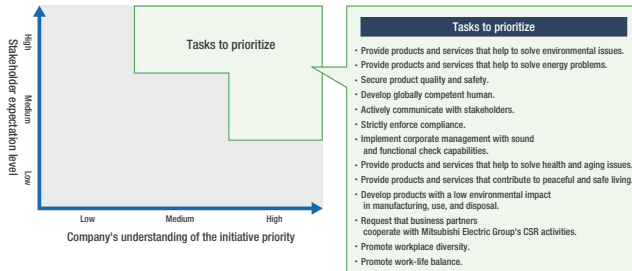 Stakeholder expectation level
High
Medium
Low
Tasks to prioritize
Low
Medium
High
Company's understanding of the initiative priority
Tasks to prioritize
・Provide products and services that help to solve environmental issues.
・Provide products and services that help to solve energy problems.
・Secure product quality and safety.
・Develop globally competent human.
・Actively communicate with stakeholders.
・Strictly enforce compliance.
・Implement corporate management with sound
and functional check capabilities.
・Provide products and services that help to solve health and aging issues.
・Provide products and services that contribute to peaceful and safe living.
・Develop products with a low environmental impact
in manufacturing, use, and disposal.
・Request that business partners
cooperate with Mitsubishi Electric Group's CSR activities.
・Promote workplace diversity.
・Promote work-life balance.